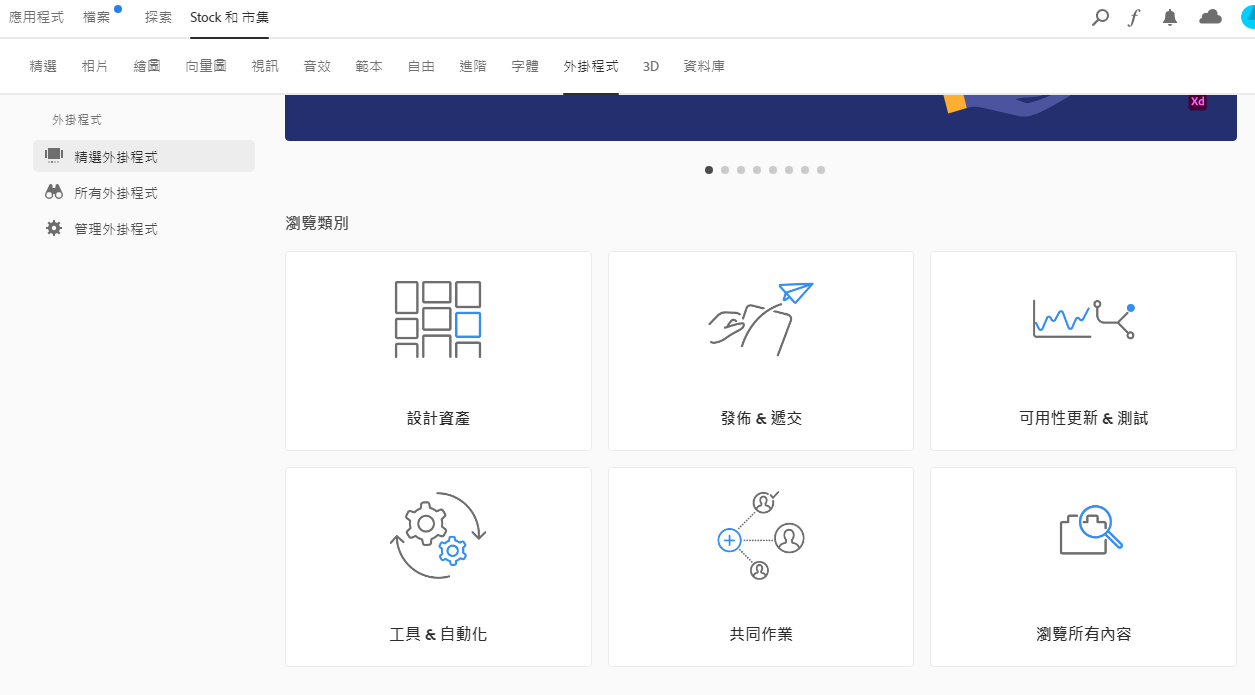 應用程式 檔案 探索 Stock 和 市集
精選 相片 繪圖 向量圖 視訊 音效 範本 自由 進階 字體 外掛程式 3D 資料庫
外掛程式
Xd
精選外掛程式
所有外掛程式
管理外掛程式
瀏覽類別
設計資產
發佈 & 遞交
可用性更新 & 測試
工具 & 自動化
共同作業
瀏覽所有內容